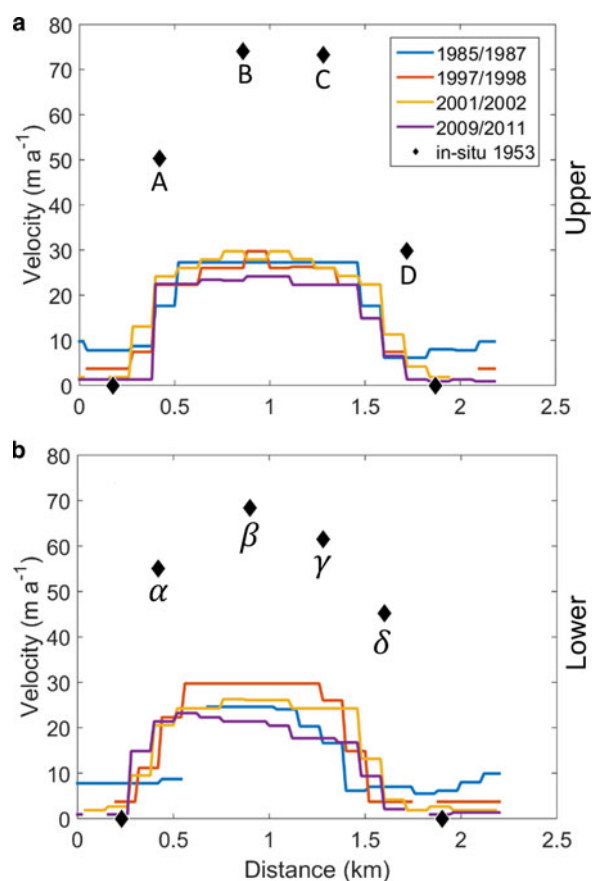 a
80
70
60
50
40
30
20
10
0
Velocity (m a⁻¹)
B
C
A
D
1985/1987
1997/1998
2001/2002
2009/2011
in-situ 1953
Upper
0
0.5
1
1.5
2
2.5
b
80
70
60
50
40
30
20
10
0
Velocity (m a⁻¹)
α
β
γ
δ
Lower
0
0.5
1
1.5
2
2.5
Distance (km)